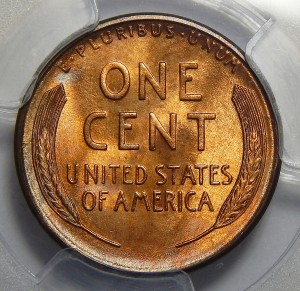 E·PLURIBUS·UNUM
ONE
CENT
UNITED STATES
OF AMERICA